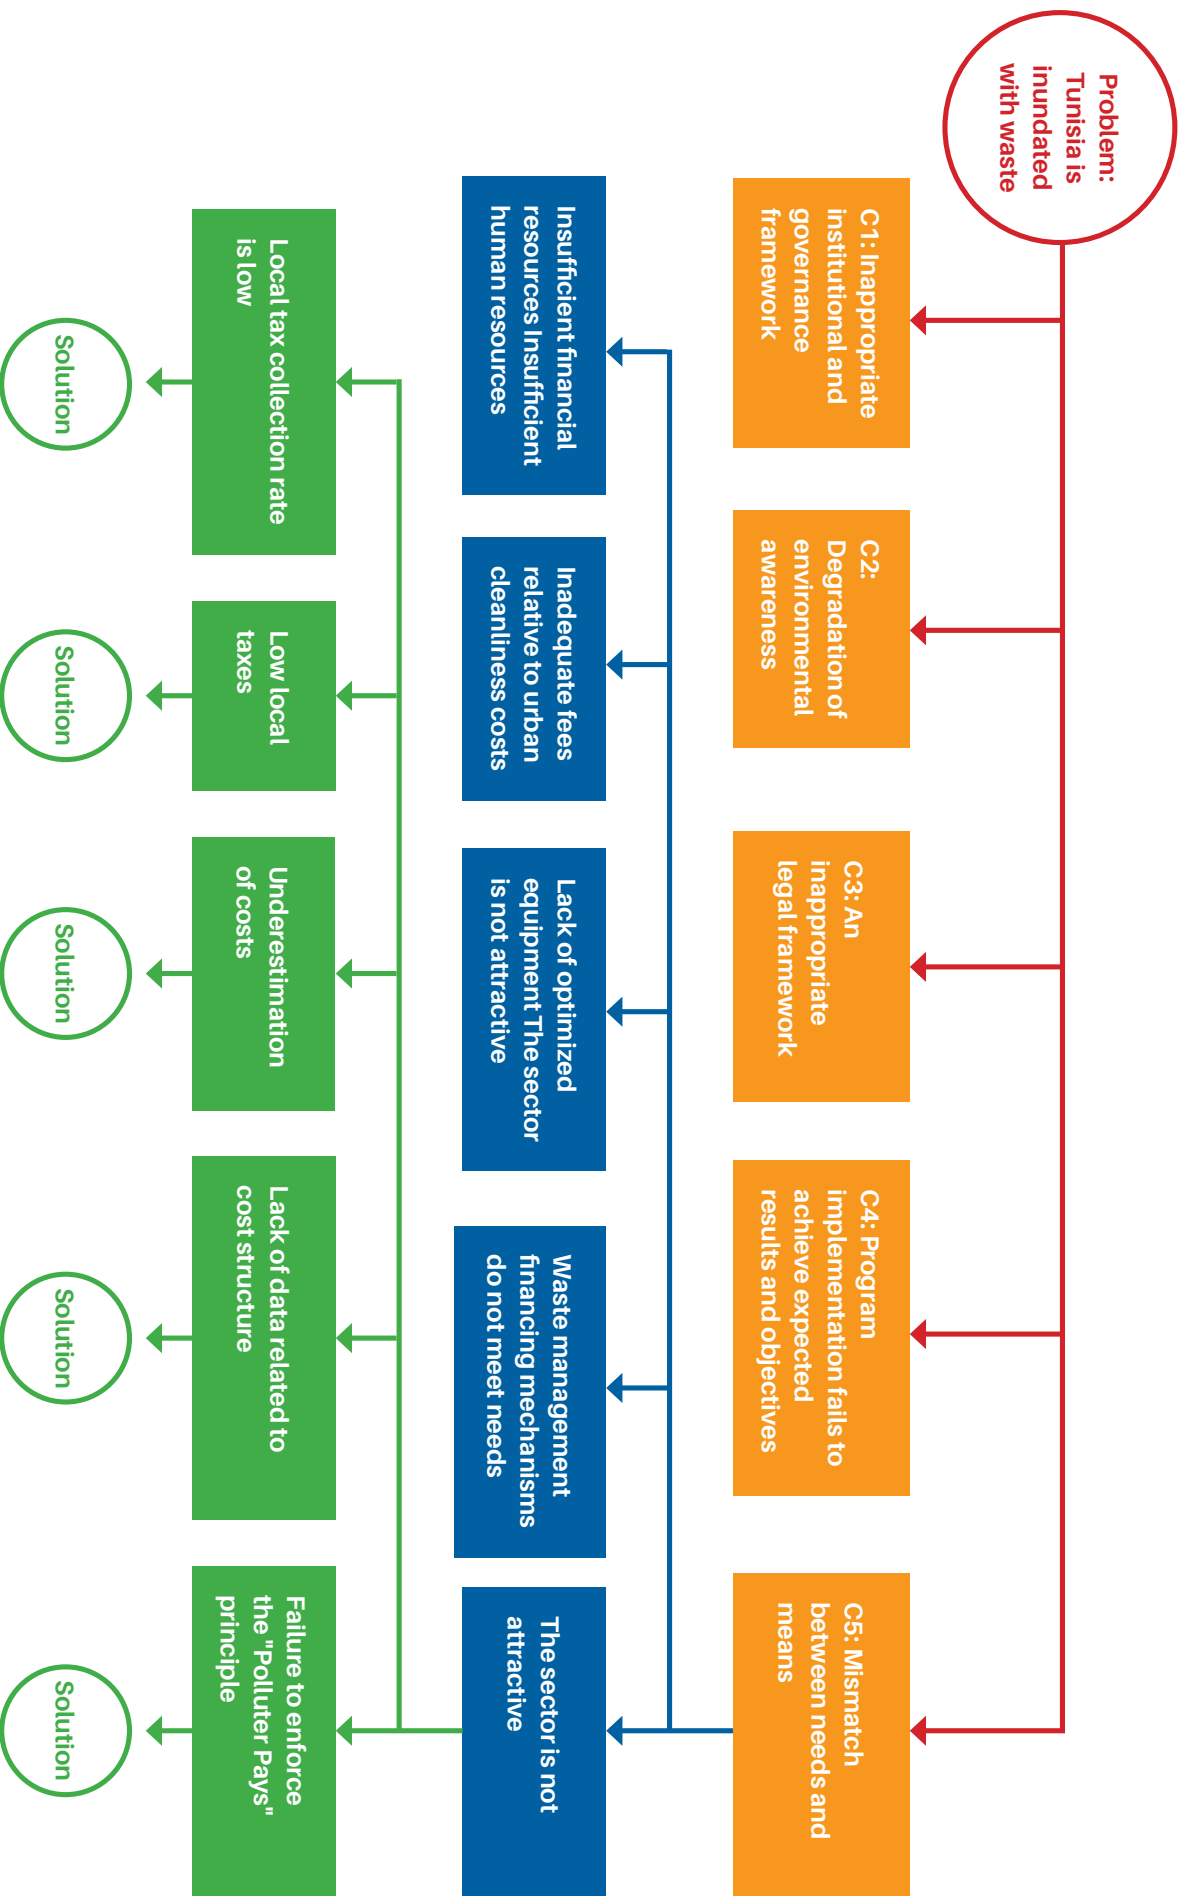 Problem:
Tunisia is
inundated
with waste
C1: Inappropriate
institutional and
governance
framework
C2:
Degradation of
environmental
awareness
C3: An
inappropriate
legal framework
C4: Program
implementation fails to
achieve expected
results and objectives
C5: Mismatch
between needs and
means
Insufficient financial
resources Insufficient
human resources
Inadequate fees
relative to urban
cleanliness costs
Lack of optimized
equipment The sector
is not attractive
Waste management
financing mechanisms
do not meet needs
The sector is not
attractive
Local tax collection rate
is low
Low local
taxes
Underestimation
of costs
Lack of data related to
cost structure
Failure to enforce
the "Polluter Pays"
principle
Solution
Solution
Solution
Solution
Solution